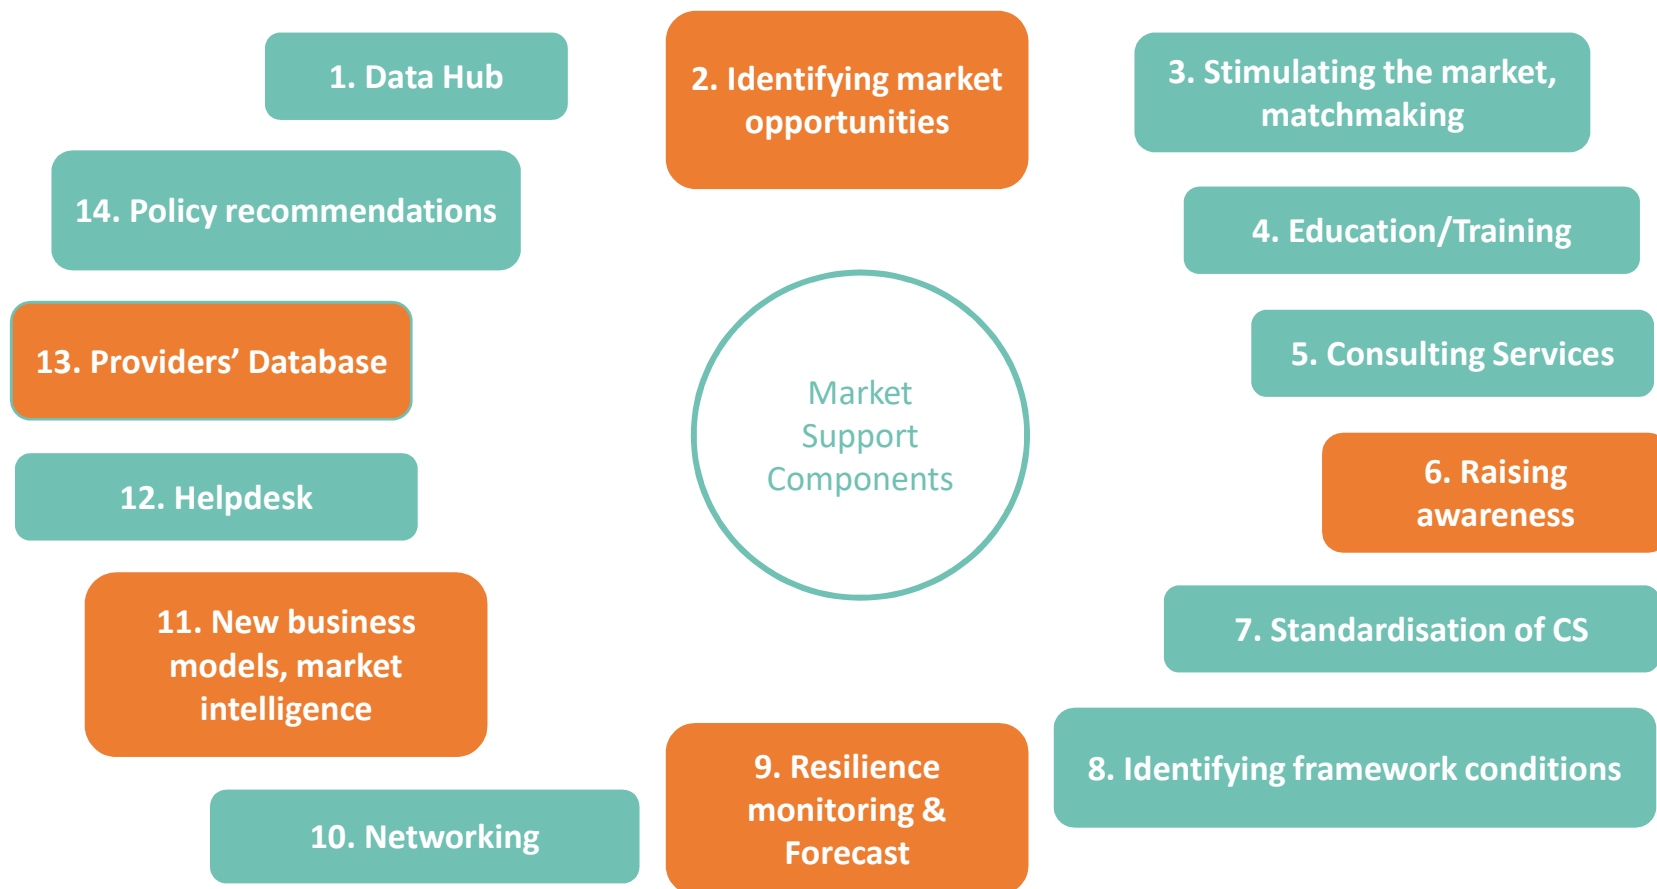 1. Data Hub
2. Identifying market
opportunities
3. Stimulating the market,
matchmaking
4. Education/Training
5. Consulting Services
6. Raising
awareness
7. Standardisation of CS
8. Identifying framework conditions
9. Resilience
monitoring &
Forecast
10. Networking
11. New business
models, market
intelligence
12. Helpdesk
13. Providers’ Database
14. Policy recommendations
Market
Support
Components